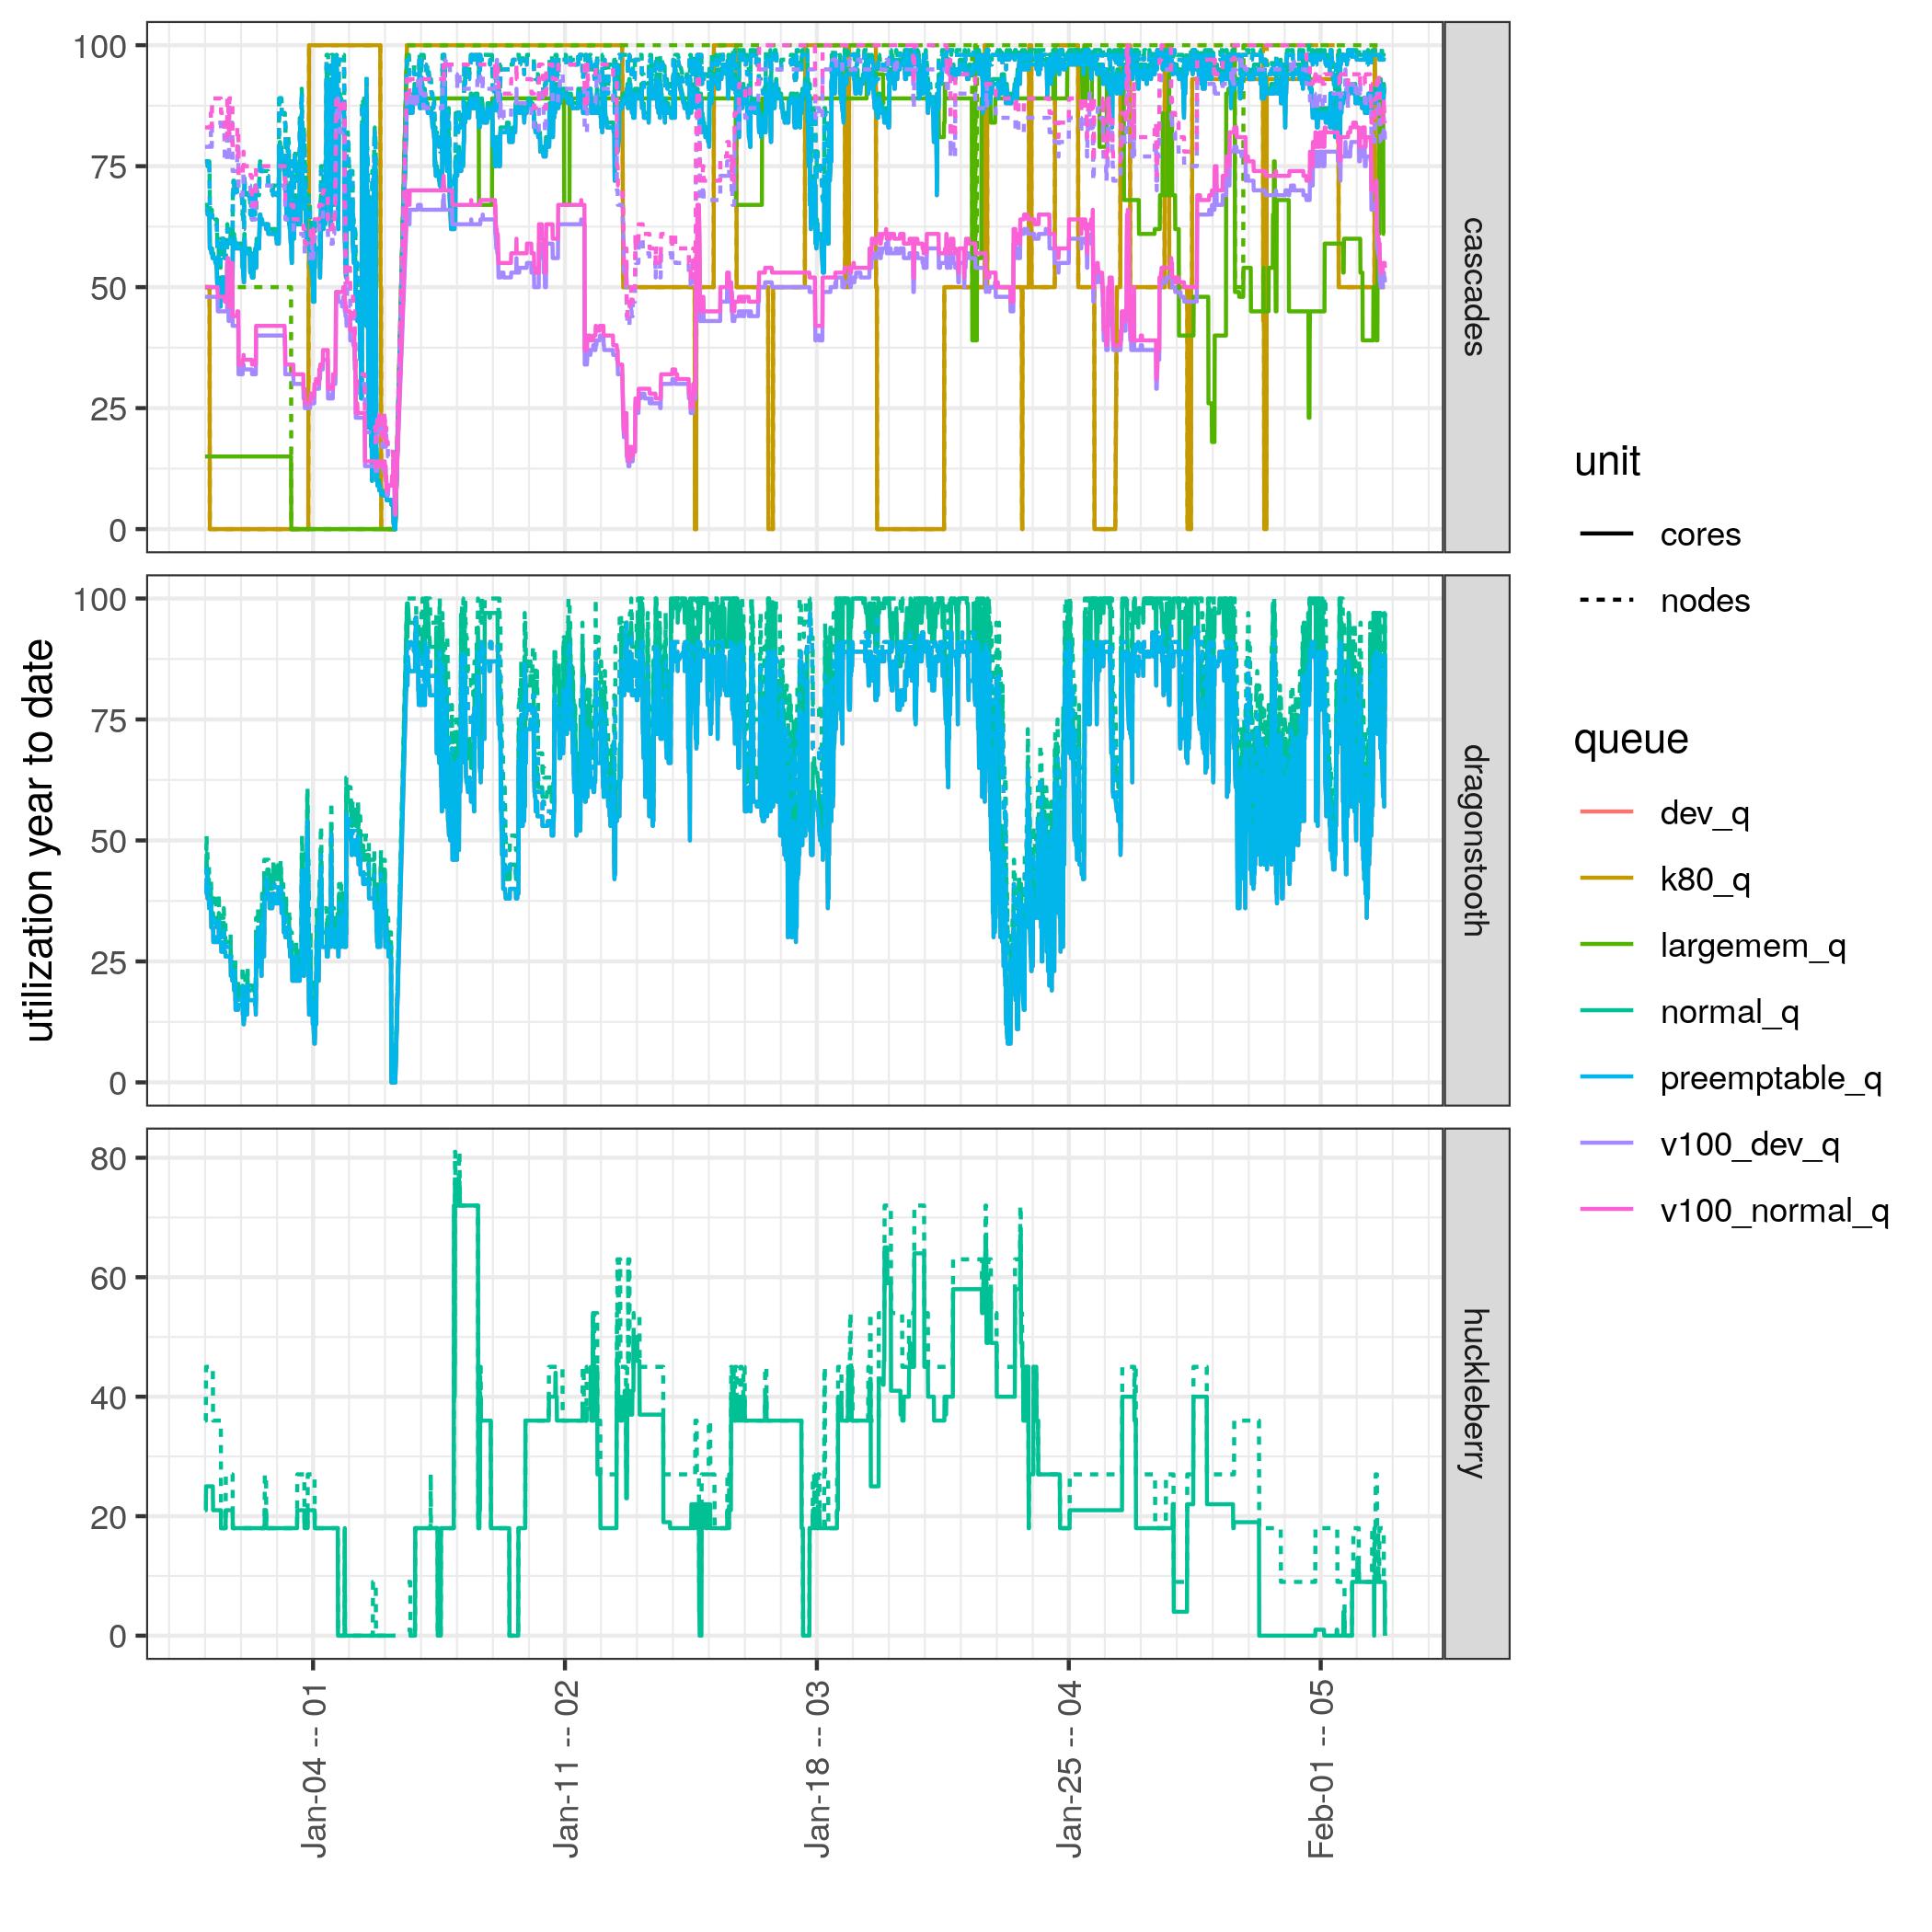 utilization year to date
100
75
50
25
0
cascades
100
75
50
25
0
dragonstooth
80
60
40
20
0
huckleberry
Jan-04 -- 01
Jan-11 -- 02
Jan-18 -- 03
Jan-25 -- 04
Feb-01 -- 05
unit
cores
nodes
queue
dev_q
k80_q
largemem_q
normal_q
preemptable_q
v100_dev_q
v100_normal_q